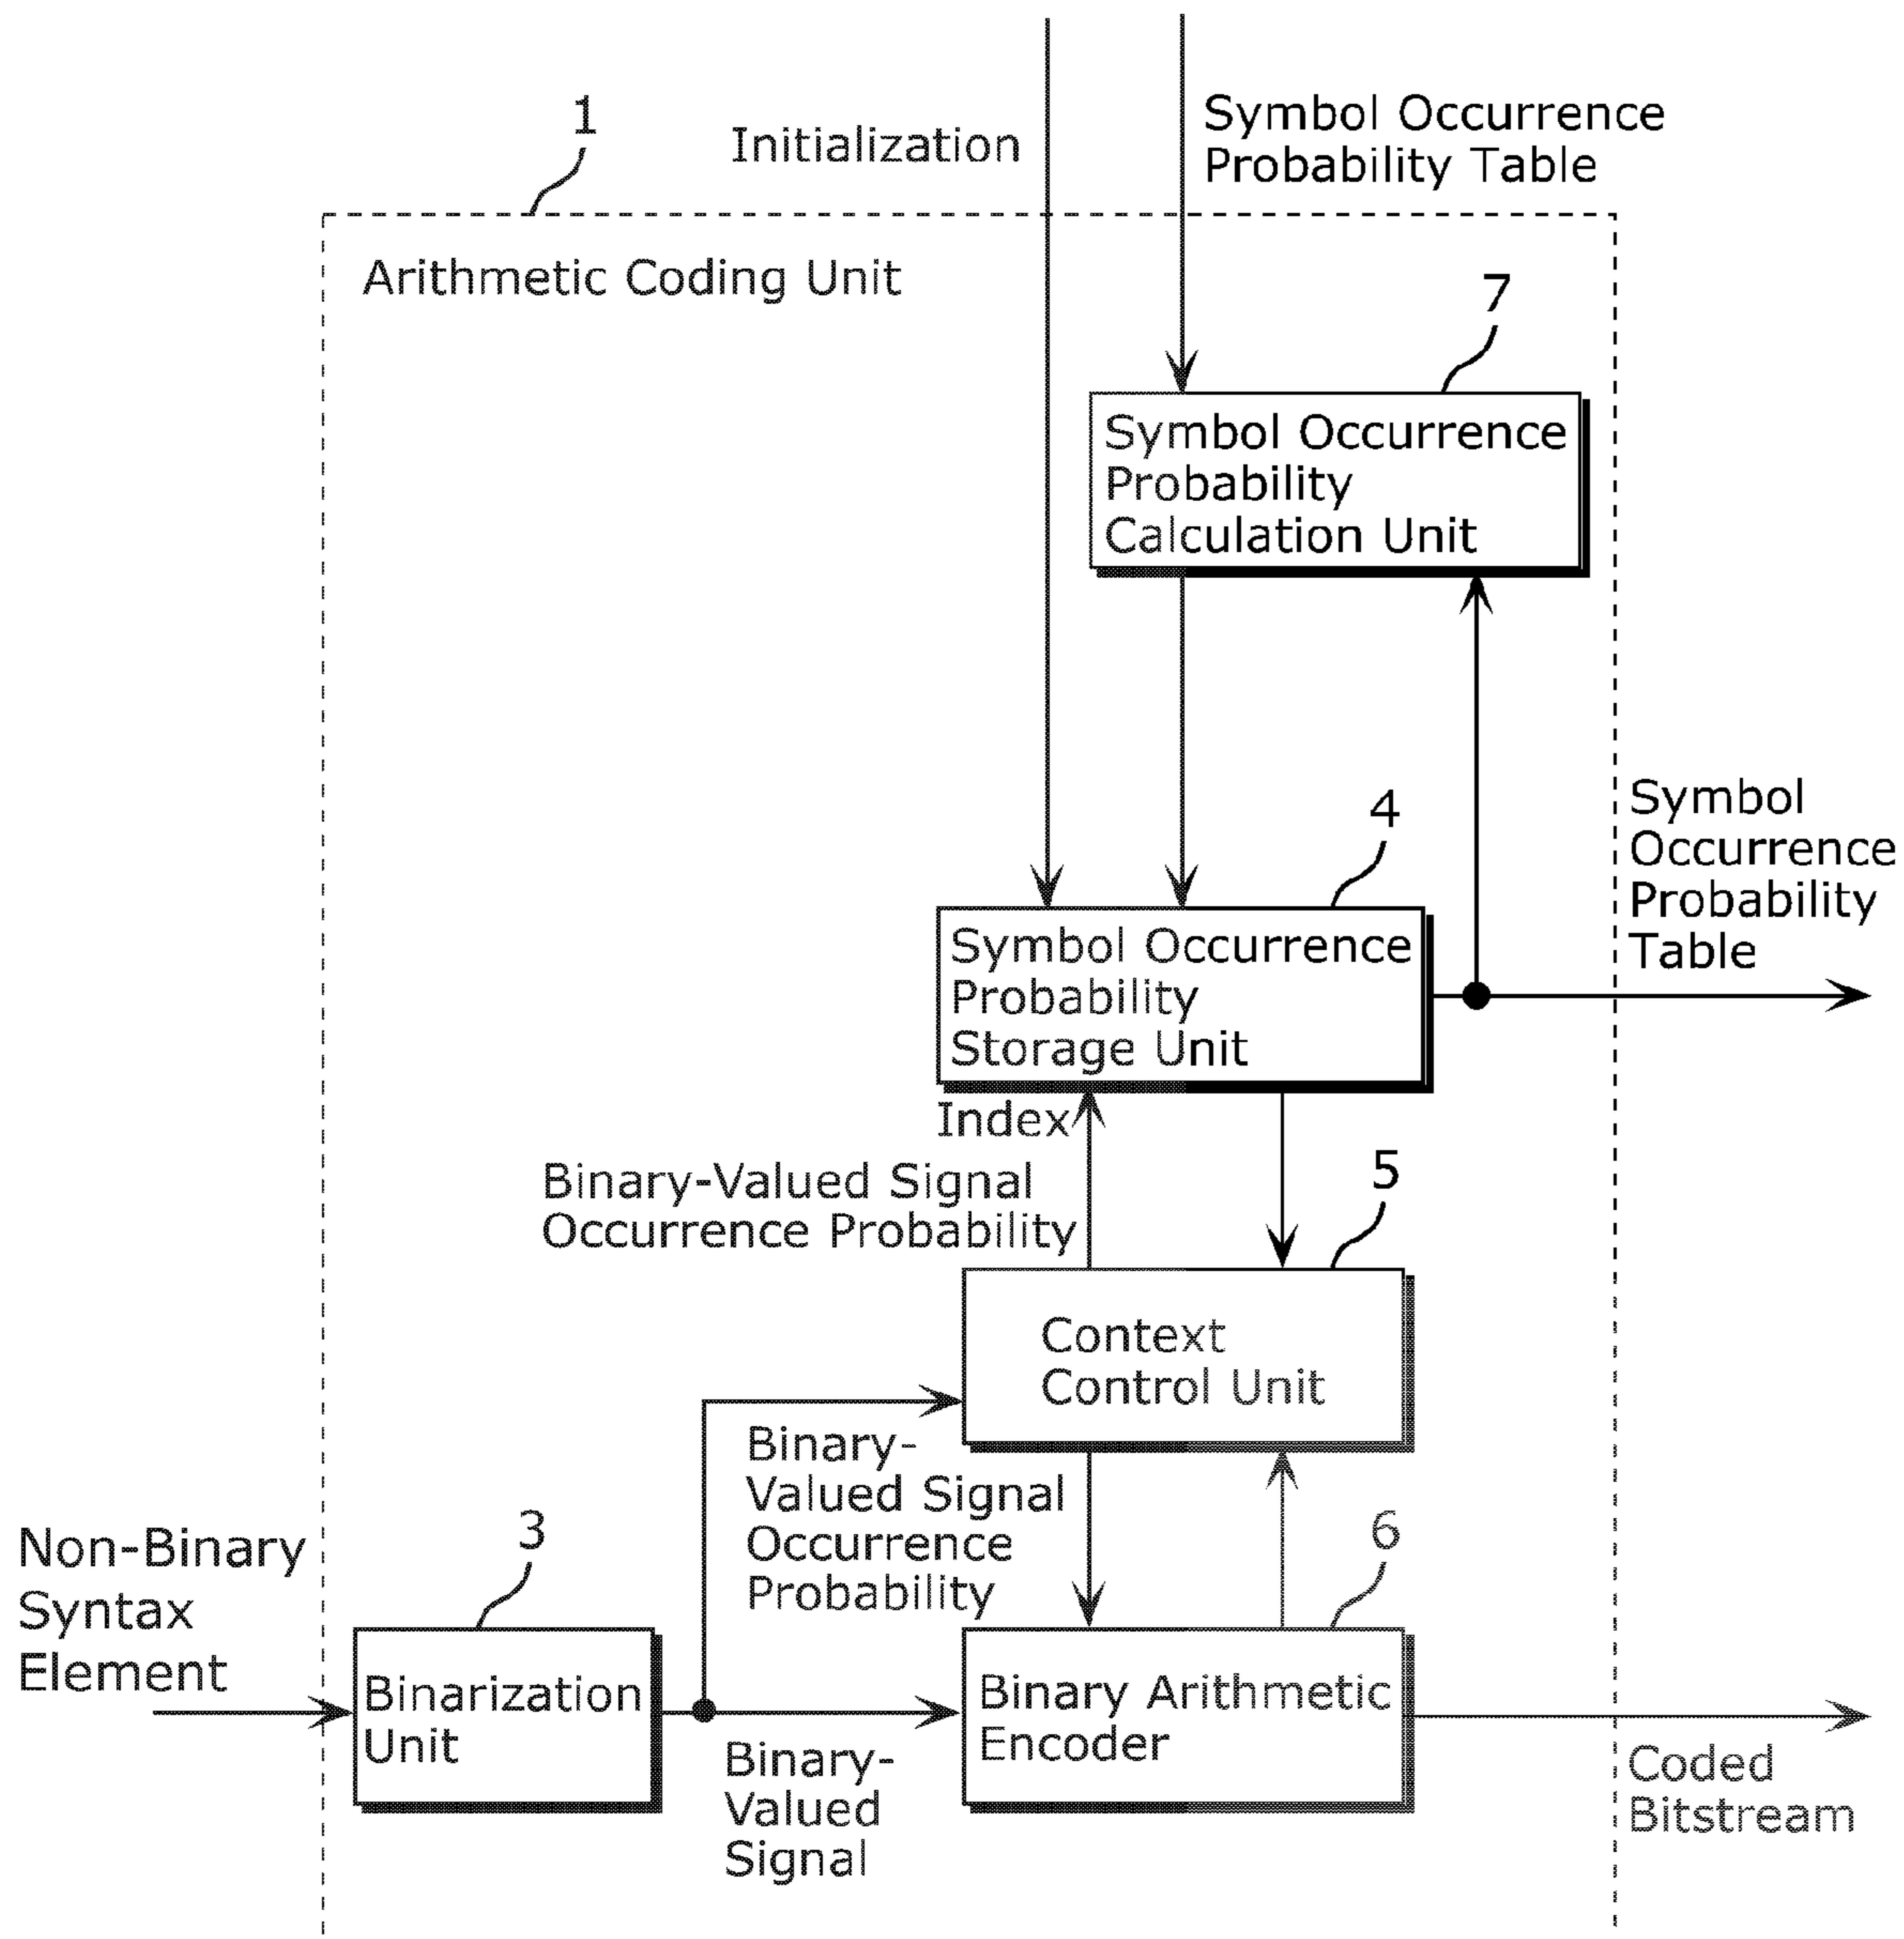 1
Initialization
Symbol Occurrence
Probability Table
Arithmetic Coding Unit
7
Symbol Occurrence
Probability
Calculation Unit
4
Symbol
Occurrence
Probability
Table
Symbol Occurrence
Probability
Storage Unit
Index
Binary-Valued Signal
Occurrence Probability
5
Context
Control Unit
Binary-
Valued Signal
Occurrence
Probability
Non-Binary
Syntax
Element
3
6
Binarization
Unit
Binary Arithmetic
Encoder
Binary-
Valued
Signal
Coded
Bitstream